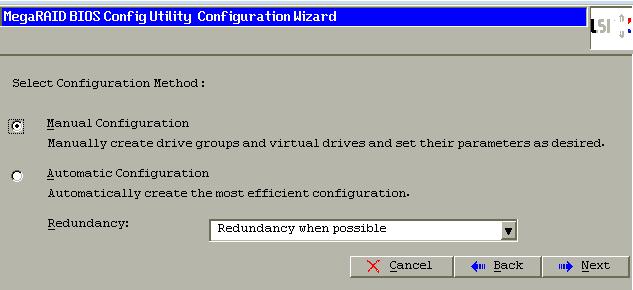 MegaRAID BIOS Config Utility Configuration Wizard
LSI
Select Configuration Method:
Manual Configuration
Manually create drive groups and virtual drives and set their parameters as desired.
Automatic Configuration
Automatically create the most efficient configuration.
Redundancy: Redundancy when possible
Cancel Back Next